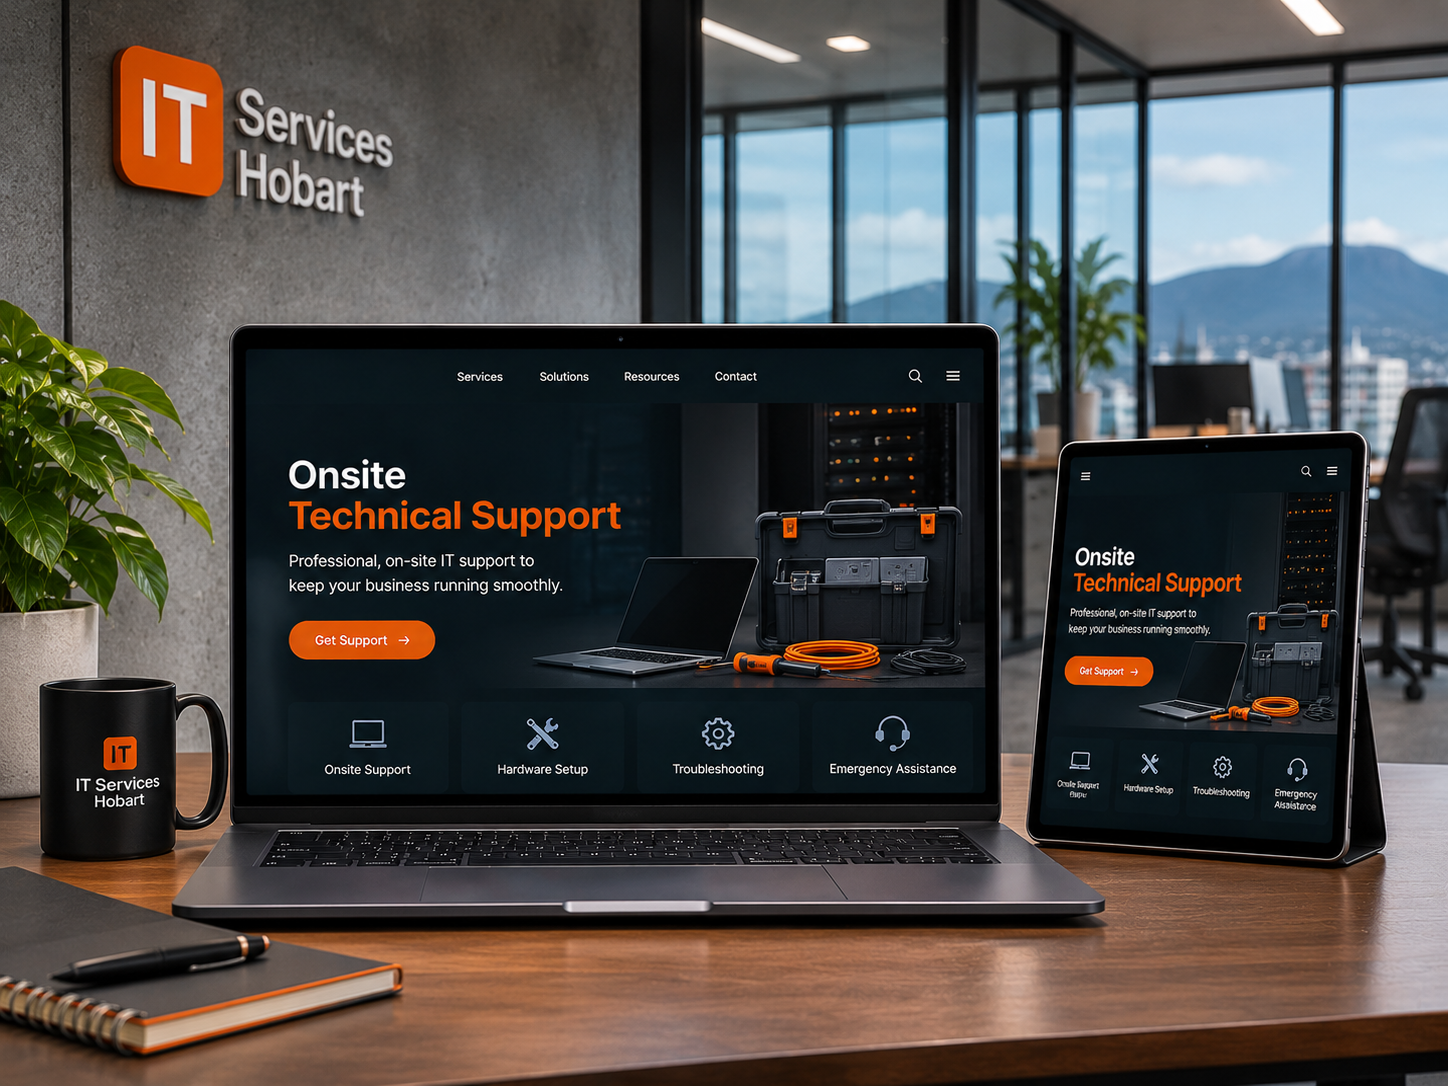 IT
Services
Hobart
Services
Solutions
Resources
Contact
Onsite
Technical Support
Professional, on-site IT support to
keep your business running smoothly.
Get Support →
Onsite Support
Hardware Setup
Troubleshooting
Emergency Assistance
Onsite
Technical Support
Professional, on-site IT support to
keep your business running smoothly.
Get Support →
Onsite Support
Hardware Setup
Troubleshooting
Emergency
Assistance
IT
IT Services
Hobart